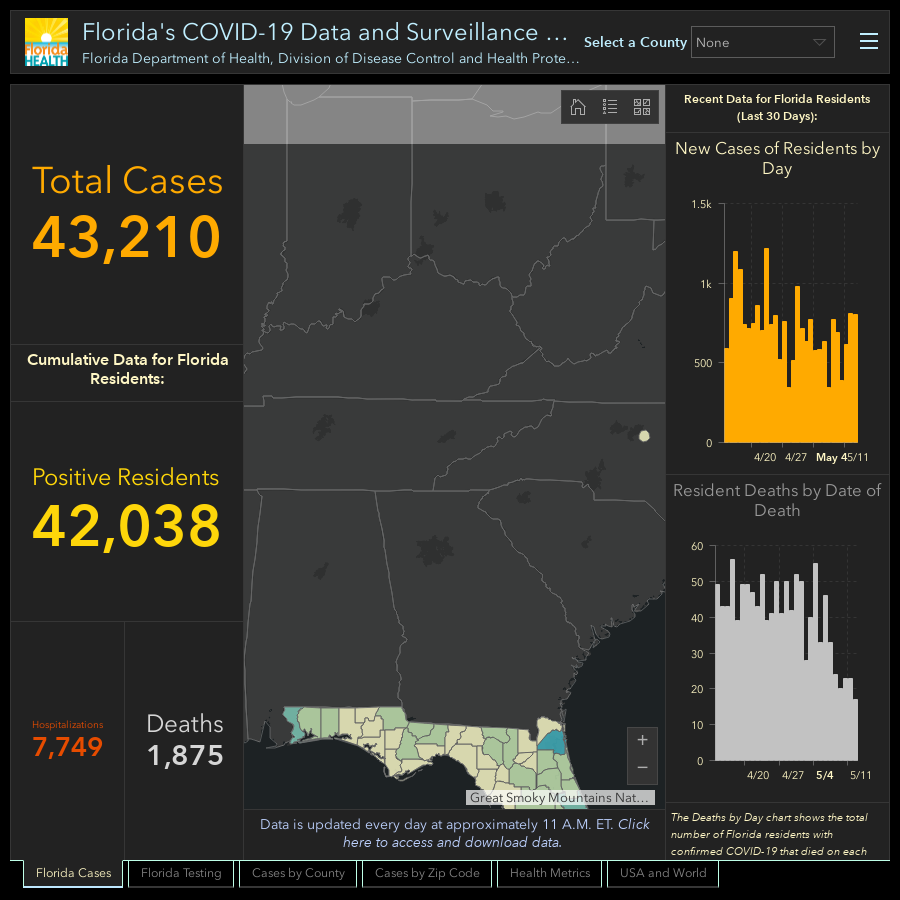 Florida HEALTH
Florida's COVID-19 Data and Surveillance ...
Florida Department of Health, Division of Disease Control and Health Prote...
Select a County
None
Total Cases
43,210
Cumulative Data for Florida
Residents:
Positive Residents
42,038
Hospitalizations
7,749
Deaths
1,875
+
−
Great Smoky Mountains Nat...
Data is updated every day at approximately 11 A.M. ET. Click
here to access and download data.
Recent Data for Florida Residents
(Last 30 Days):
New Cases of Residents by
Day
1.5k
1k
500
0
4/20 4/27 May 4 5/11
Resident Deaths by Date of
Death
60
50
40
30
20
10
0
4/20 4/27 5/4 5/11
The Deaths by Day chart shows the total
number of Florida residents with
confirmed COVID-19 that died on each
Florida Cases Florida Testing Cases by County Cases by Zip Code Health Metrics USA and World